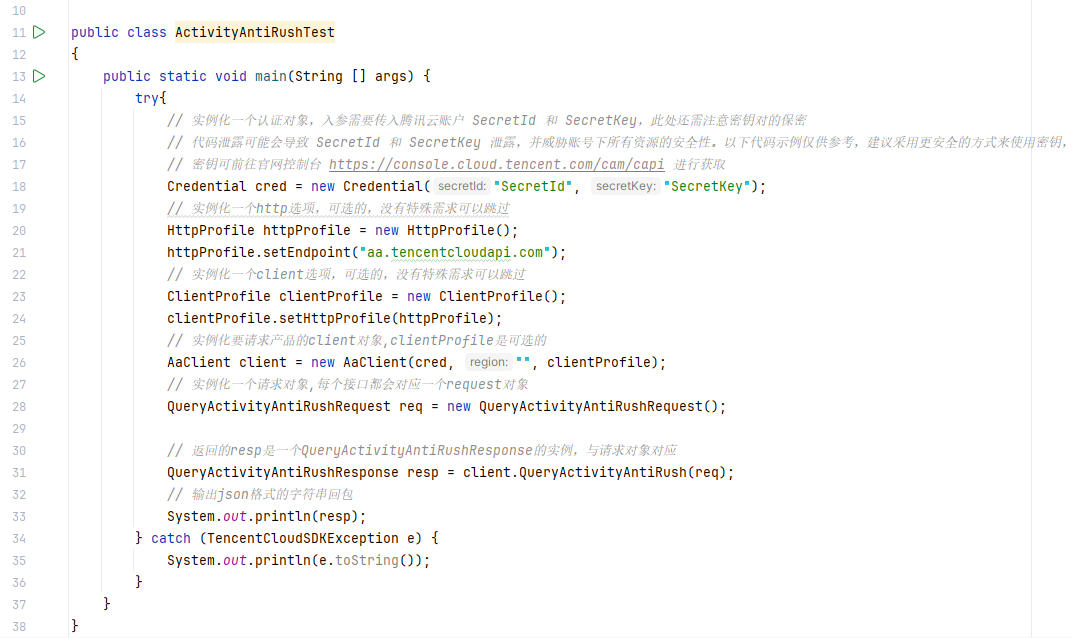 10
11 public class ActivityAntiRushTest
12 {
13 public static void main(String [] args) {
14 try{
15 // 实例化一个认证对象，入参需要传入腾讯云账户 SecretId 和 SecretKey，此处还需注意密钥对的保密
16 // 代码泄露可能会导致 SecretId 和 SecretKey 泄露，并威胁账号下所有资源的安全性。以下代码示例仅供参考，建议采用更安全的方式来使用密钥，
17 // 密钥可前往官网控制台 https://console.cloud.tencent.com/cam/capi 进行获取
18 Credential cred = new Credential( secretId: "SecretId", secretKey: "SecretKey");
19 // 实例化一个http选项，可选的，没有特殊需求可以跳过
20 HttpProfile httpProfile = new HttpProfile();
21 httpProfile.setEndpoint("aa.tencentcloudapi.com");
22 // 实例化一个client选项，可选的，没有特殊需求可以跳过
23 ClientProfile clientProfile = new ClientProfile();
24 clientProfile.setHttpProfile(httpProfile);
25 // 实例化要请求产品的client对象,clientProfile是可选的
26 AaClient client = new AaClient(cred, region: "", clientProfile);
27 // 实例化一个请求对象,每个接口都会对应一个request对象
28 QueryActivityAntiRushRequest req = new QueryActivityAntiRushRequest();
29
30 // 返回的resp是一个QueryActivityAntiRushResponse的实例，与请求对象对应
31 QueryActivityAntiRushResponse resp = client.QueryActivityAntiRush(req);
32 // 输出json格式的字符串回包
33 System.out.println(resp);
34 } catch (TencentCloudSDKException e) {
35 System.out.println(e.toString());
36 }
37 }
38 }